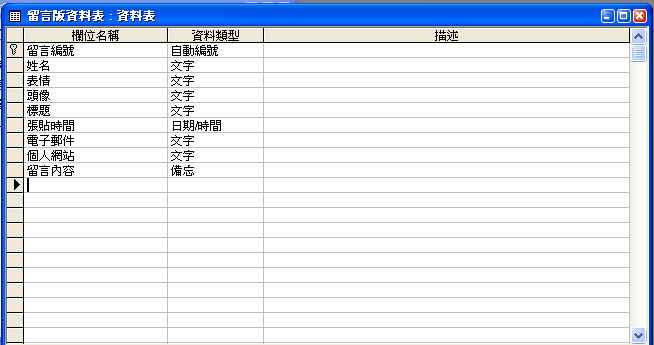 留言版資料表：資料表
欄位名稱 資料類型 描述
留言編號 自動編號
姓名 文字
表情 文字
頭像 文字
標題 文字
張貼時間 日期/時間
電子郵件 文字
個人網站 文字
留言內容 備忘